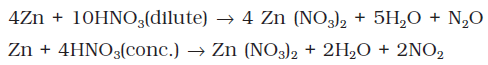 4Zn + 10HNO₃(dilute) → 4 Zn (NO₃)₂ + 5H₂O + N₂O
Zn + 4HNO₃(conc.) → Zn (NO₃)₂ + 2H₂O + 2NO₂